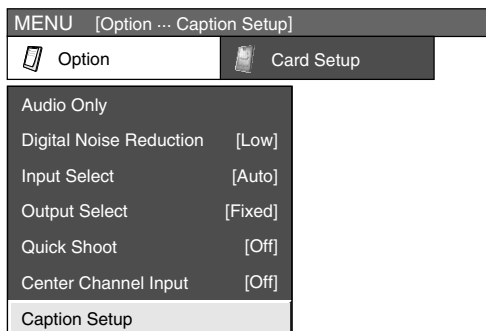 MENU [Option ··· Caption Setup]
Option Card Setup
Audio Only
Digital Noise Reduction [Low]
Input Select [Auto]
Output Select [Fixed]
Quick Shoot [Off]
Center Channel Input [Off]
Caption Setup